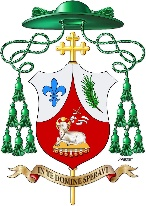 IN TE DOMINE SPERAVI